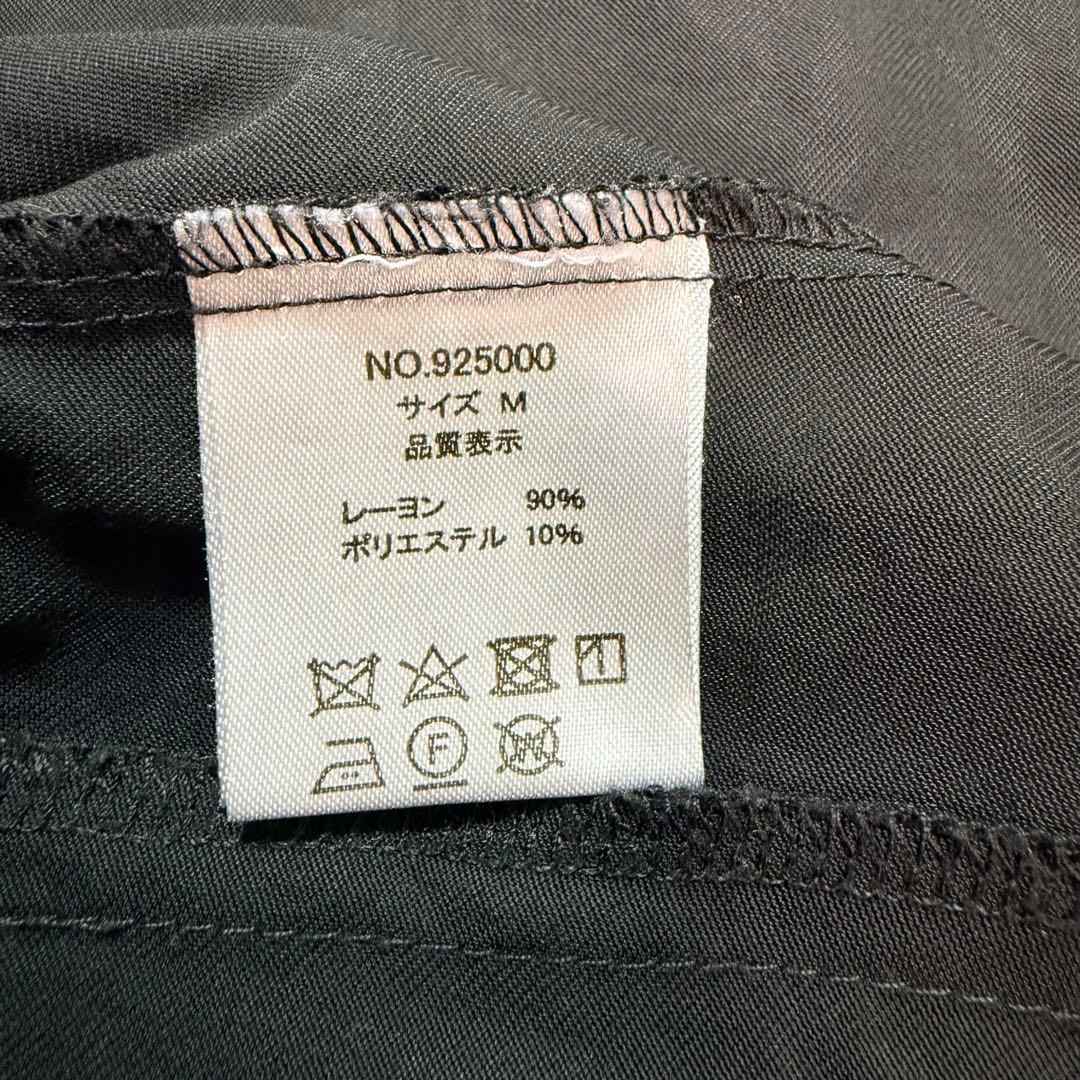 NO.925000
サイズ M
品質表示
レーヨン 90%
ポリエステル 10%
F
W